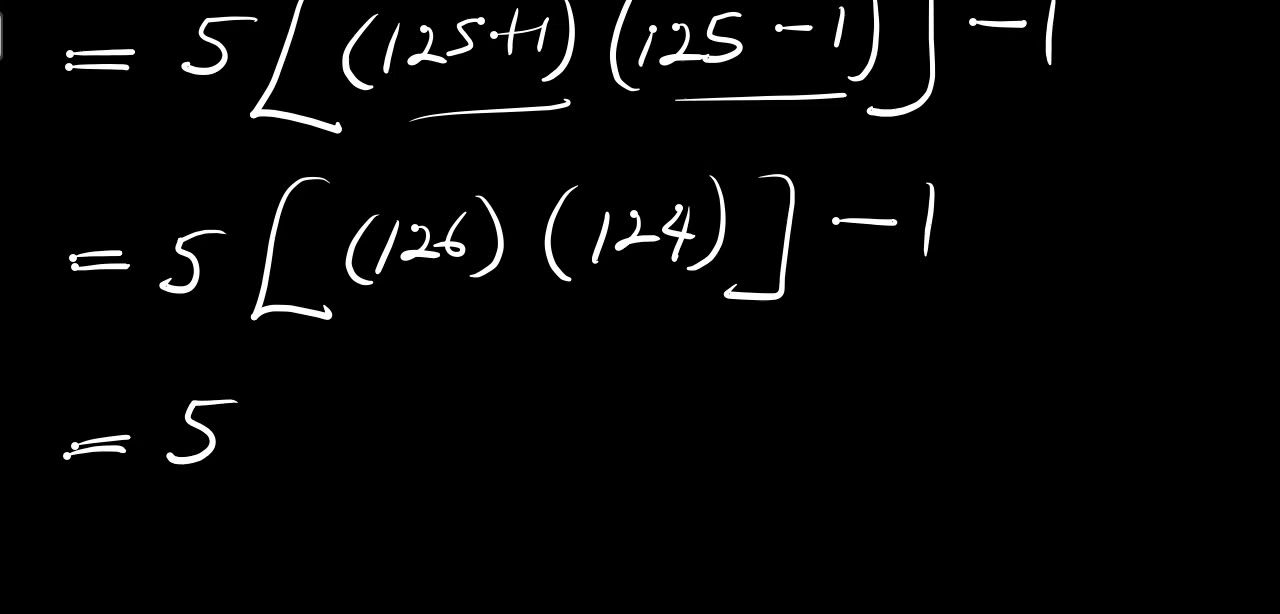 = 5[(125+1)(125-1)]-1
= 5[(126)(124)]-1
= 5